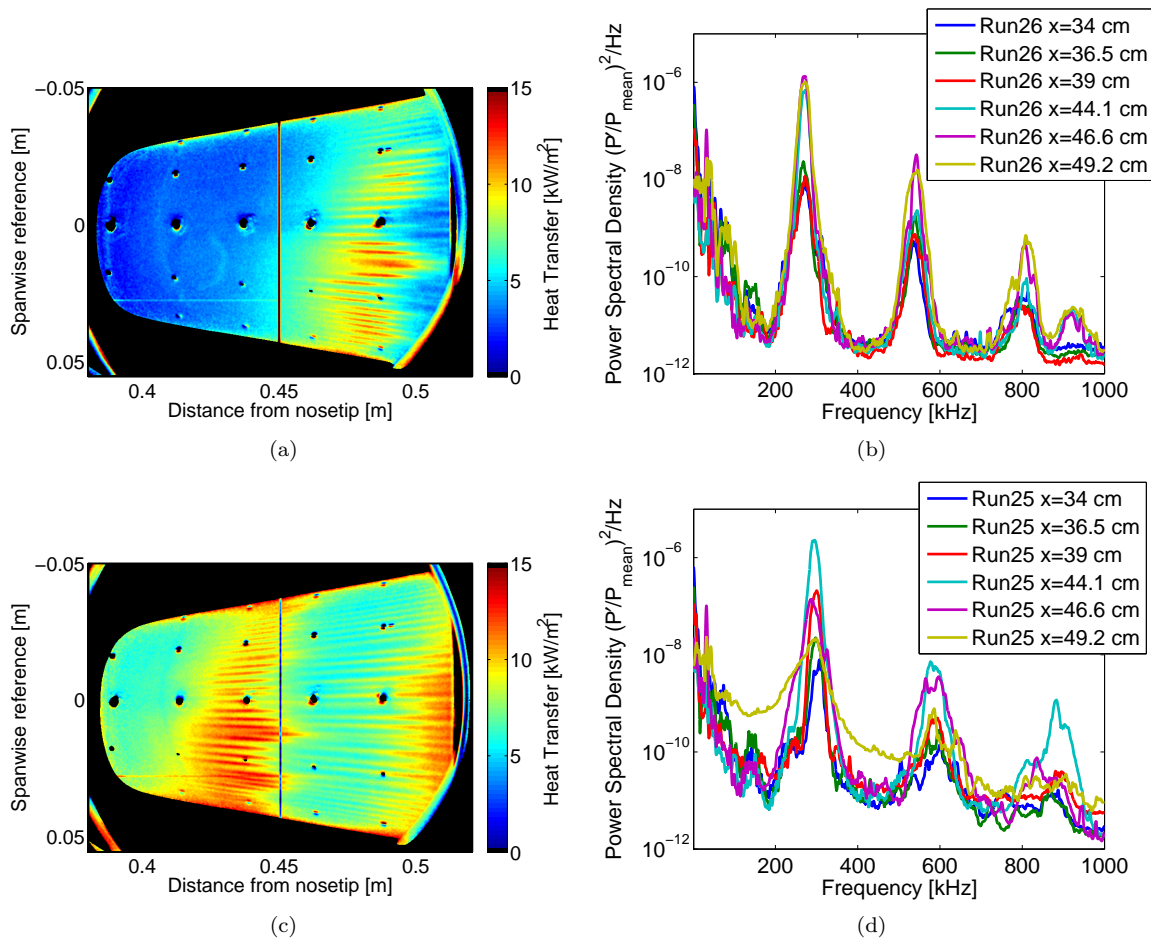 −0.05
0
0.05
Spanwise reference [m]
0.4
0.45
0.5
Distance from nosetip [m]
15
10
5
0
Heat Transfer [kW/m²]
(a)
Run26 x=34 cm
Run26 x=36.5 cm
Run26 x=39 cm
Run26 x=44.1 cm
Run26 x=46.6 cm
Run26 x=49.2 cm
10⁻⁶
10⁻⁸
10⁻¹⁰
10⁻¹²
Power Spectral Density (P'/P_mean)²/Hz
200
400
600
800
1000
Frequency [kHz]
(b)
−0.05
0
0.05
Spanwise reference [m]
0.4
0.45
0.5
Distance from nosetip [m]
15
10
5
0
Heat Transfer [kW/m²]
(c)
Run25 x=34 cm
Run25 x=36.5 cm
Run25 x=39 cm
Run25 x=44.1 cm
Run25 x=46.6 cm
Run25 x=49.2 cm
10⁻⁶
10⁻⁸
10⁻¹⁰
10⁻¹²
Power Spectral Density (P'/P_mean)²/Hz
200
400
600
800
1000
Frequency [kHz]
(d)